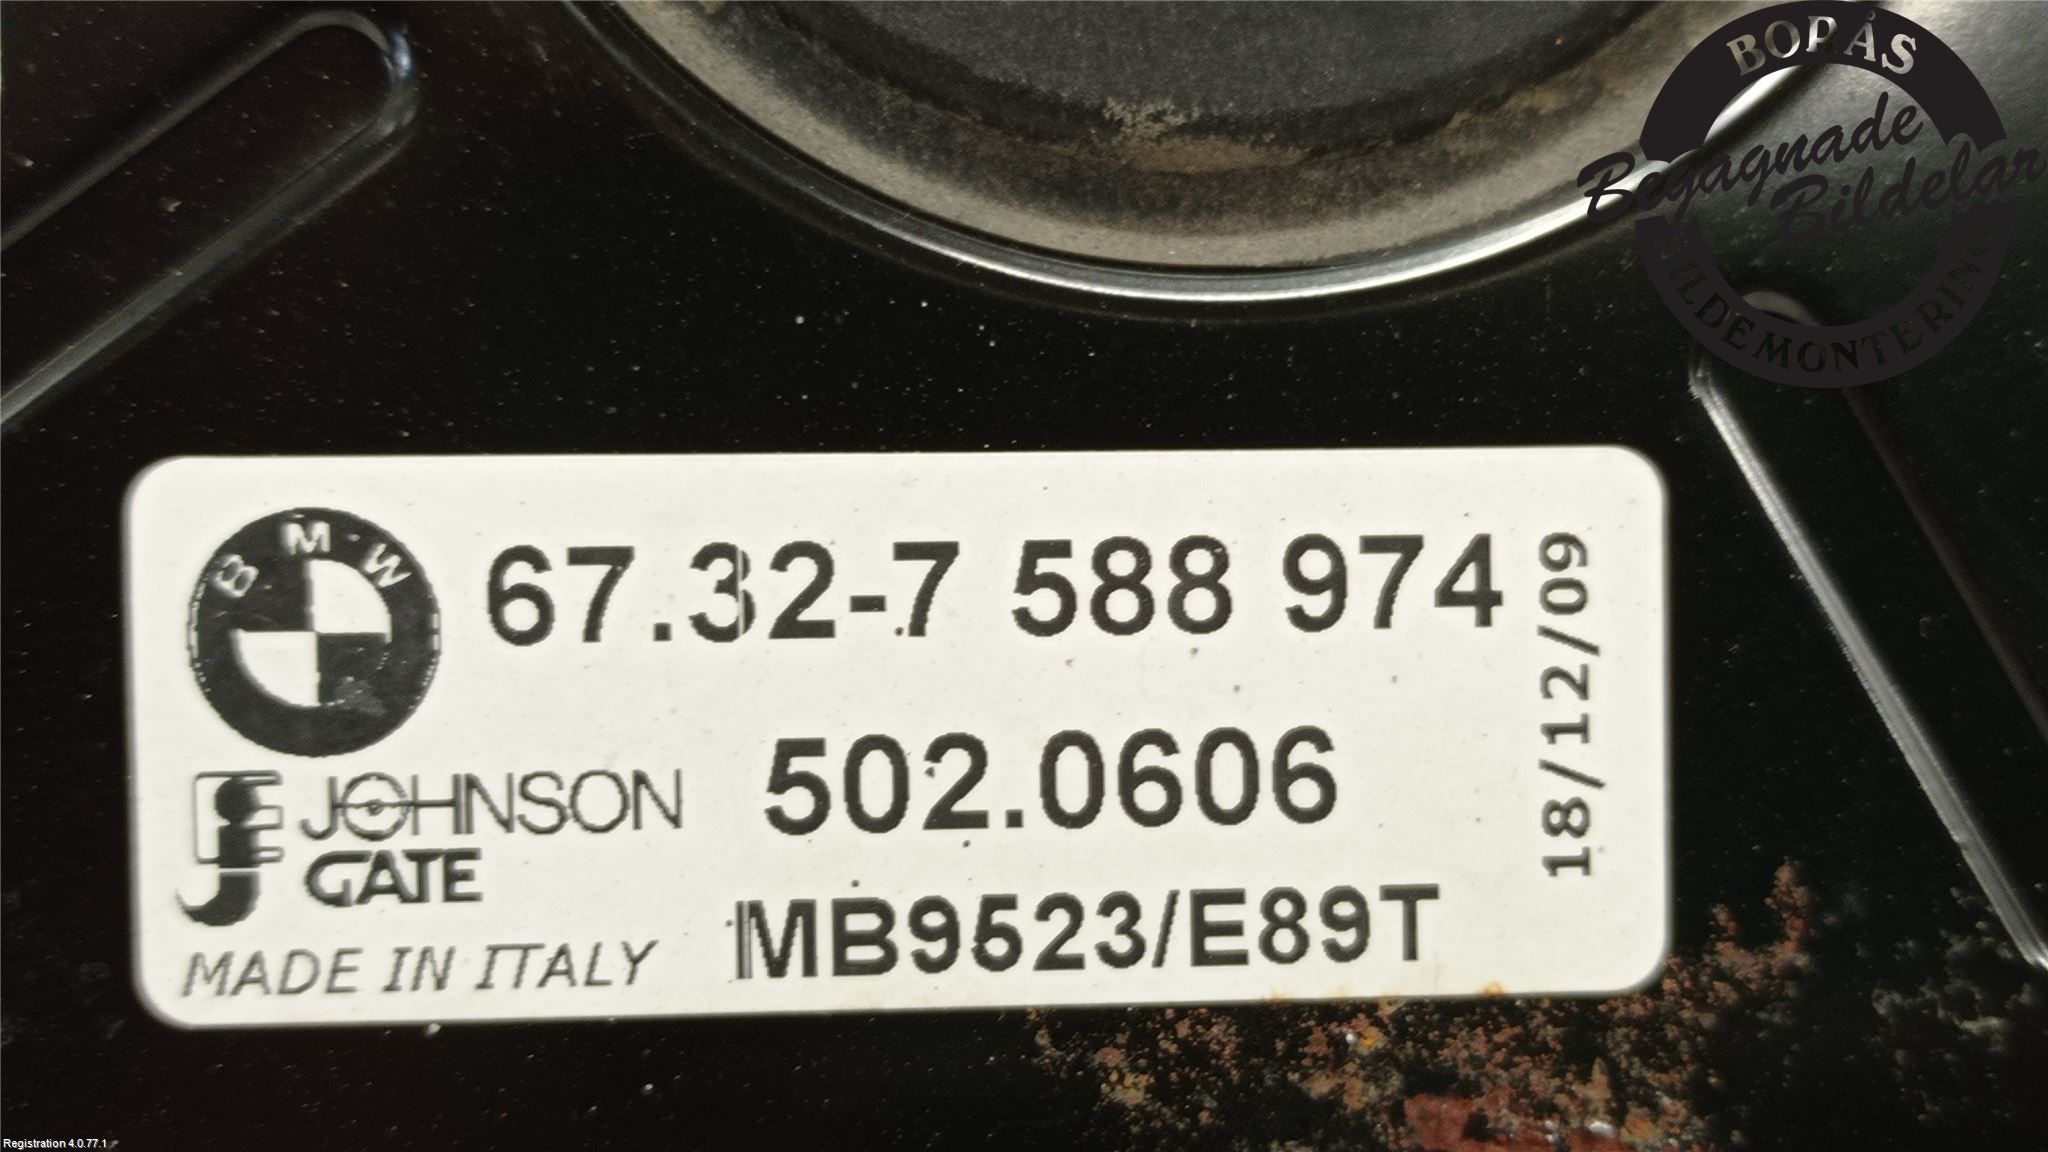 BORÅS
Begagnade
Bildelar
BILDEMONTERING
BMW
67.32-7 588 974
18/12/09
JOHNSON
GATE
502.0606
MADE IN ITALY
MB9523/E89T
Registration 4.0.77.1